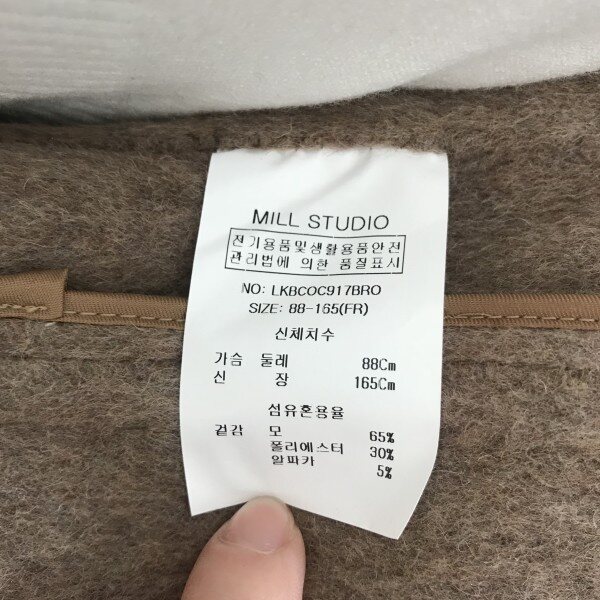 MILL STUDIO
전기용품및생활용품안전
관리법에 의한 품질표시
NO: LKBCOC917BRO
SIZE: 88-165(FR)
신체치수
가슴 둘레 88Cm
신 장 165Cm
섬유혼용율
겉감 모 65%
폴리에스터 30%
알파카 5%